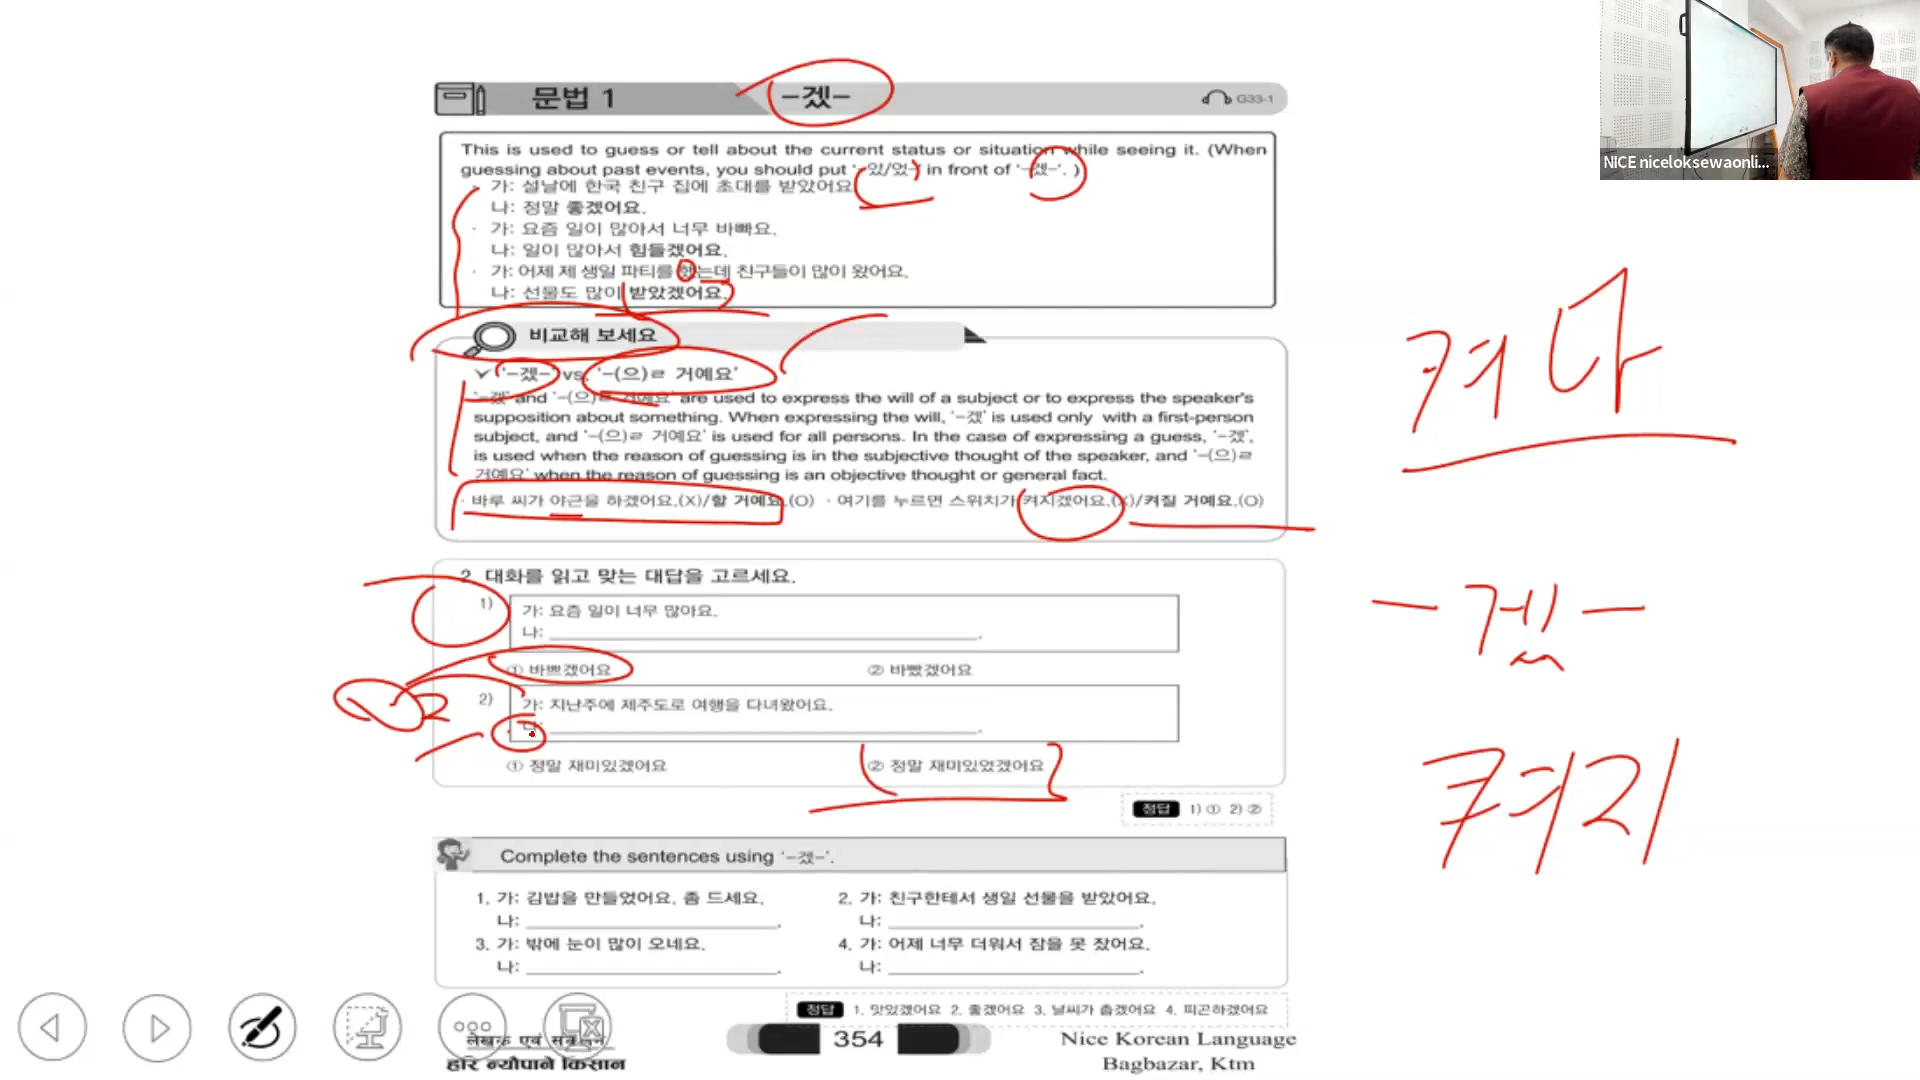 문법 1 -겠- G33-1
This is used to guess or tell about the current status or situation while seeing it. (When
guessing about past events, you should put '-았/었-' in front of '-겠-'. )
· 가: 설날에 한국 친구 집에 초대를 받았어요
나: 정말 좋겠어요.
· 가: 요즘 일이 많아서 너무 바빠요.
나: 일이 많아서 힘들겠어요.
· 가: 어제 제 생일 파티를 했는데 친구들이 많이 왔어요.
나: 선물도 많이 받았겠어요.
비교해 보세요
'-겠-' vs. '-(으)ㄹ 거예요'
'-겠' and '-(으)ㄹ 거예요' are used to express the will of a subject or to express the speaker's
supposition about something. When expressing the will, '-겠' is used only with a first-person
subject, and '-(으)ㄹ 거예요' is used for all persons. In the case of expressing a guess, '-겠',
is used when the reason of guessing is in the subjective thought of the speaker, and '-(으)ㄹ
거예요' when the reason of guessing is an objective thought or general fact.
· 바루 씨가 야근을 하겠어요.(X)/할 거예요.(O) · 여기를 누르면 스위치가 켜지겠어요.(X)/켜질 거예요.(O)
2. 대화를 읽고 맞는 대답을 고르세요.
1) 가: 요즘 일이 너무 많아요.
나: .
① 바쁘겠어요 ② 바빴겠어요
2) 가: 지난주에 제주도로 여행을 다녀왔어요.
나: .
① 정말 재미있겠어요 ② 정말 재미있었겠어요
정답 1) ① 2) ②
Complete the sentences using '-겠-'.
1. 가: 김밥을 만들었어요. 좀 드세요. 2. 가: 친구한테서 생일 선물을 받았어요.
나: . 나: .
3. 가: 밖에 눈이 많이 오네요. 4. 가: 어제 너무 더워서 잠을 못 잤어요.
나: . 나: .
정답 1. 맛있겠어요 2. 좋겠어요 3. 날씨가 춥겠어요 4. 피곤하겠어요
लेखक एवं संकलन
हरि न्यौपाने किसान
354
Nice Korean Language
Bagbazar, Ktm
켜다
-겠-
켜지
2
NICE niceloksewaonli...